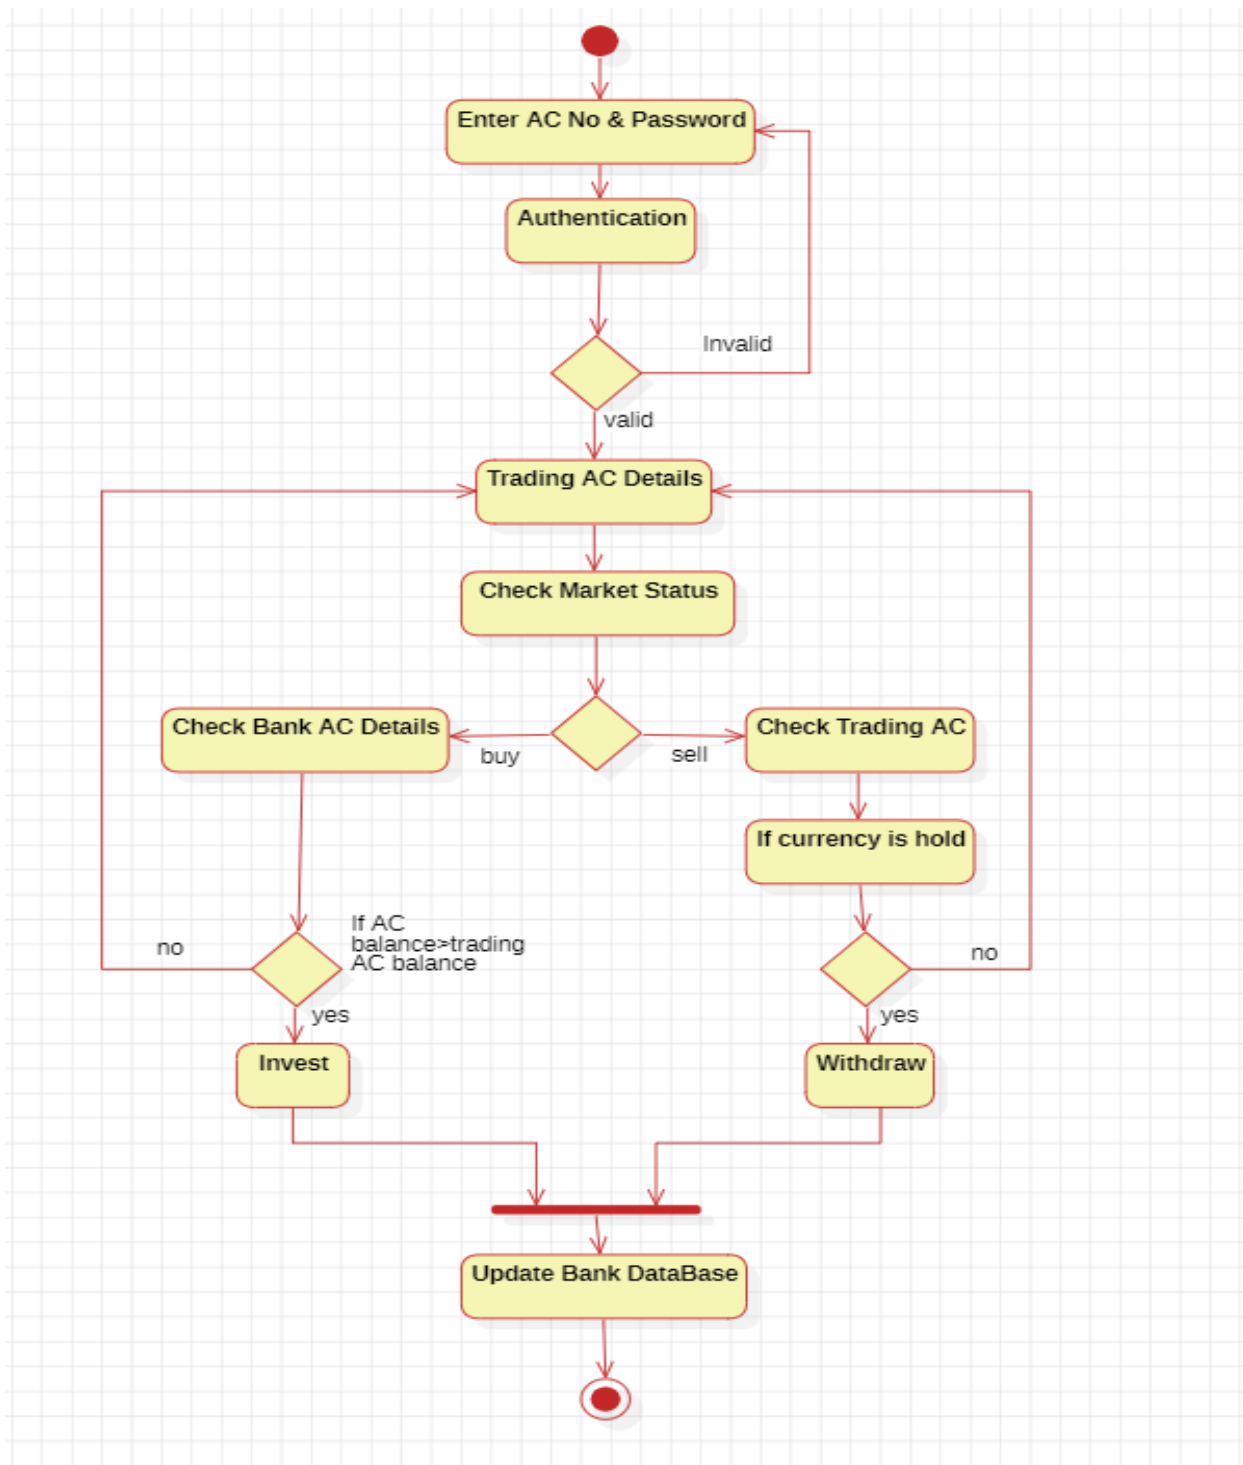 Enter AC No & Password
Authentication
Invalid
valid
Trading AC Details
Check Market Status
Check Bank AC Details
buy
sell
Check Trading AC
If currency is hold
If AC
balance>trading
AC balance
no
no
yes
yes
Invest
Withdraw
Update Bank DataBase